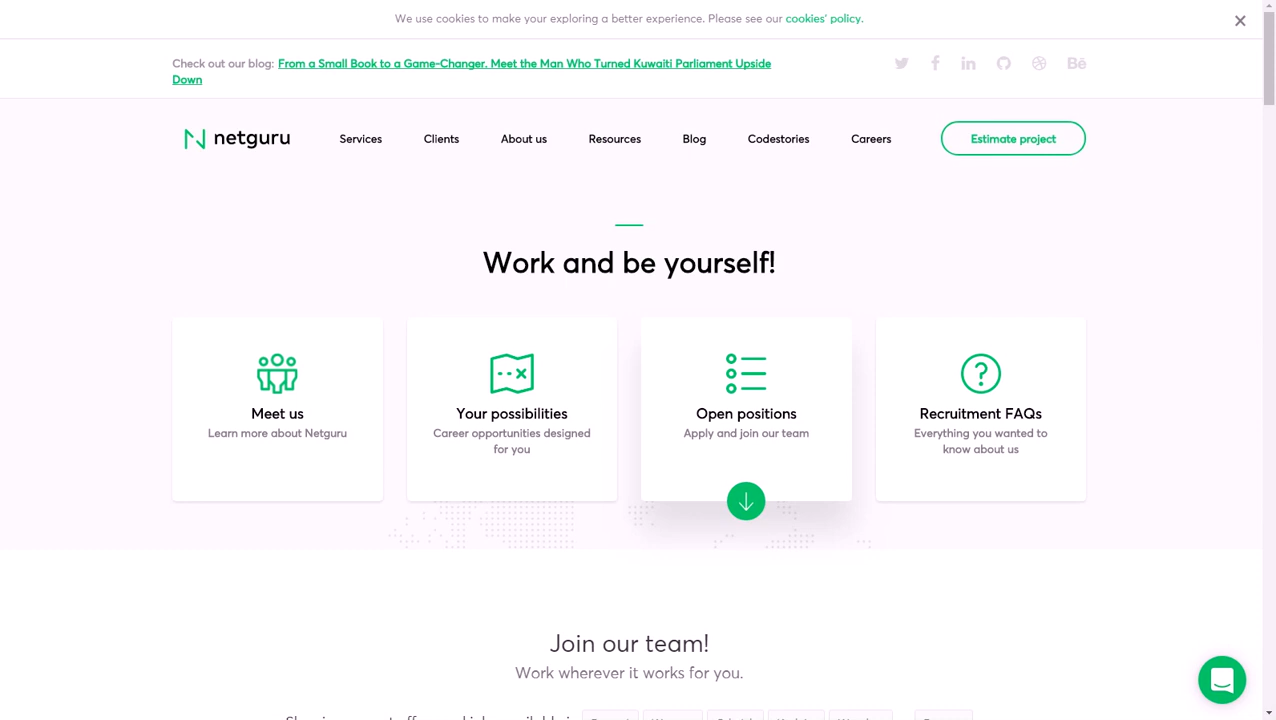 We use cookies to make your exploring a better experience. Please see our cookies' policy.
Check out our blog: From a Small Book to a Game-Changer. Meet the Man Who Turned Kuwaiti Parliament Upside
Down
netguru Services Clients About us Resources Blog Codestories Careers Estimate project
Work and be yourself!
Meet us
Learn more about Netguru
Your possibilities
Career opportunities designed
for you
Open positions
Apply and join our team
Recruitment FAQs
Everything you wanted to
know about us
Join our team!
Work wherever it works for you.